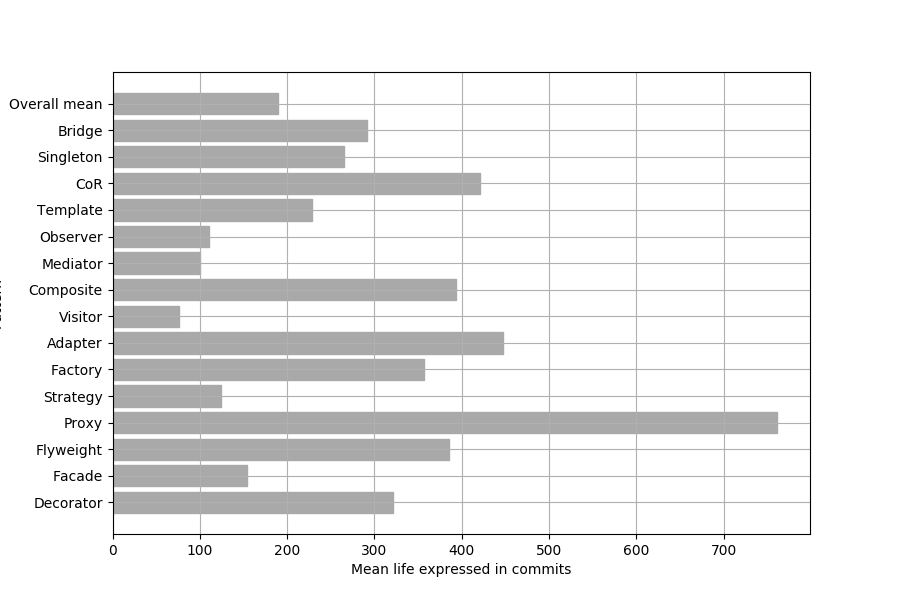 Overall mean
Bridge
Singleton
CoR
Template
Observer
Mediator
Composite
Visitor
Adapter
Factory
Strategy
Proxy
Flyweight
Facade
Decorator
0 100 200 300 400 500 600 700
Mean life expressed in commits